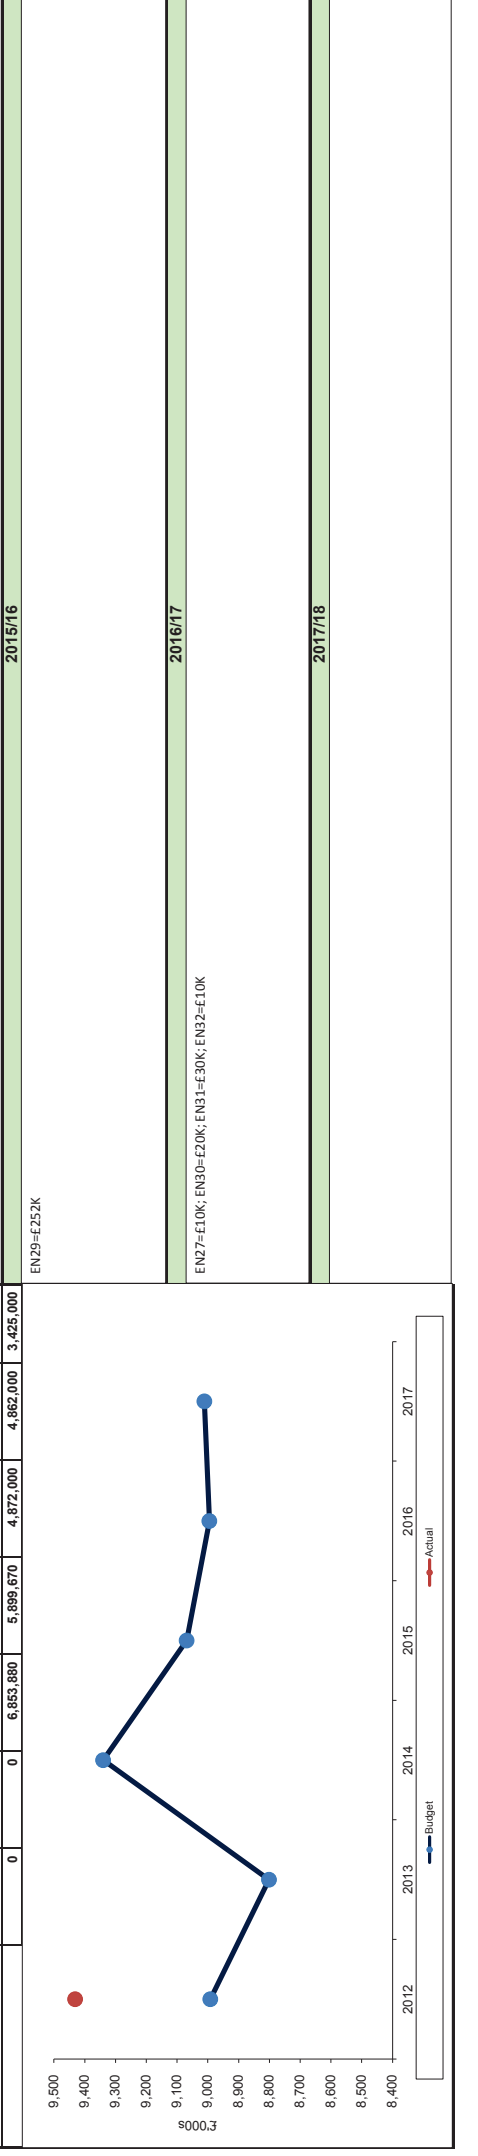 0 0 6,853,880 5,899,670 4,872,000 4,862,000 3,425,000
9,500
9,400
9,300
9,200
9,100
9,000
8,900
8,800
8,700
8,600
8,500
8,400
£'000s
2012 2013 2014 2015 2016 2017
Budget Actual
2015/16
EN29=£252K
2016/17
EN27=£10K; EN30=£20K; EN31=£30K; EN32=£10K
2017/18